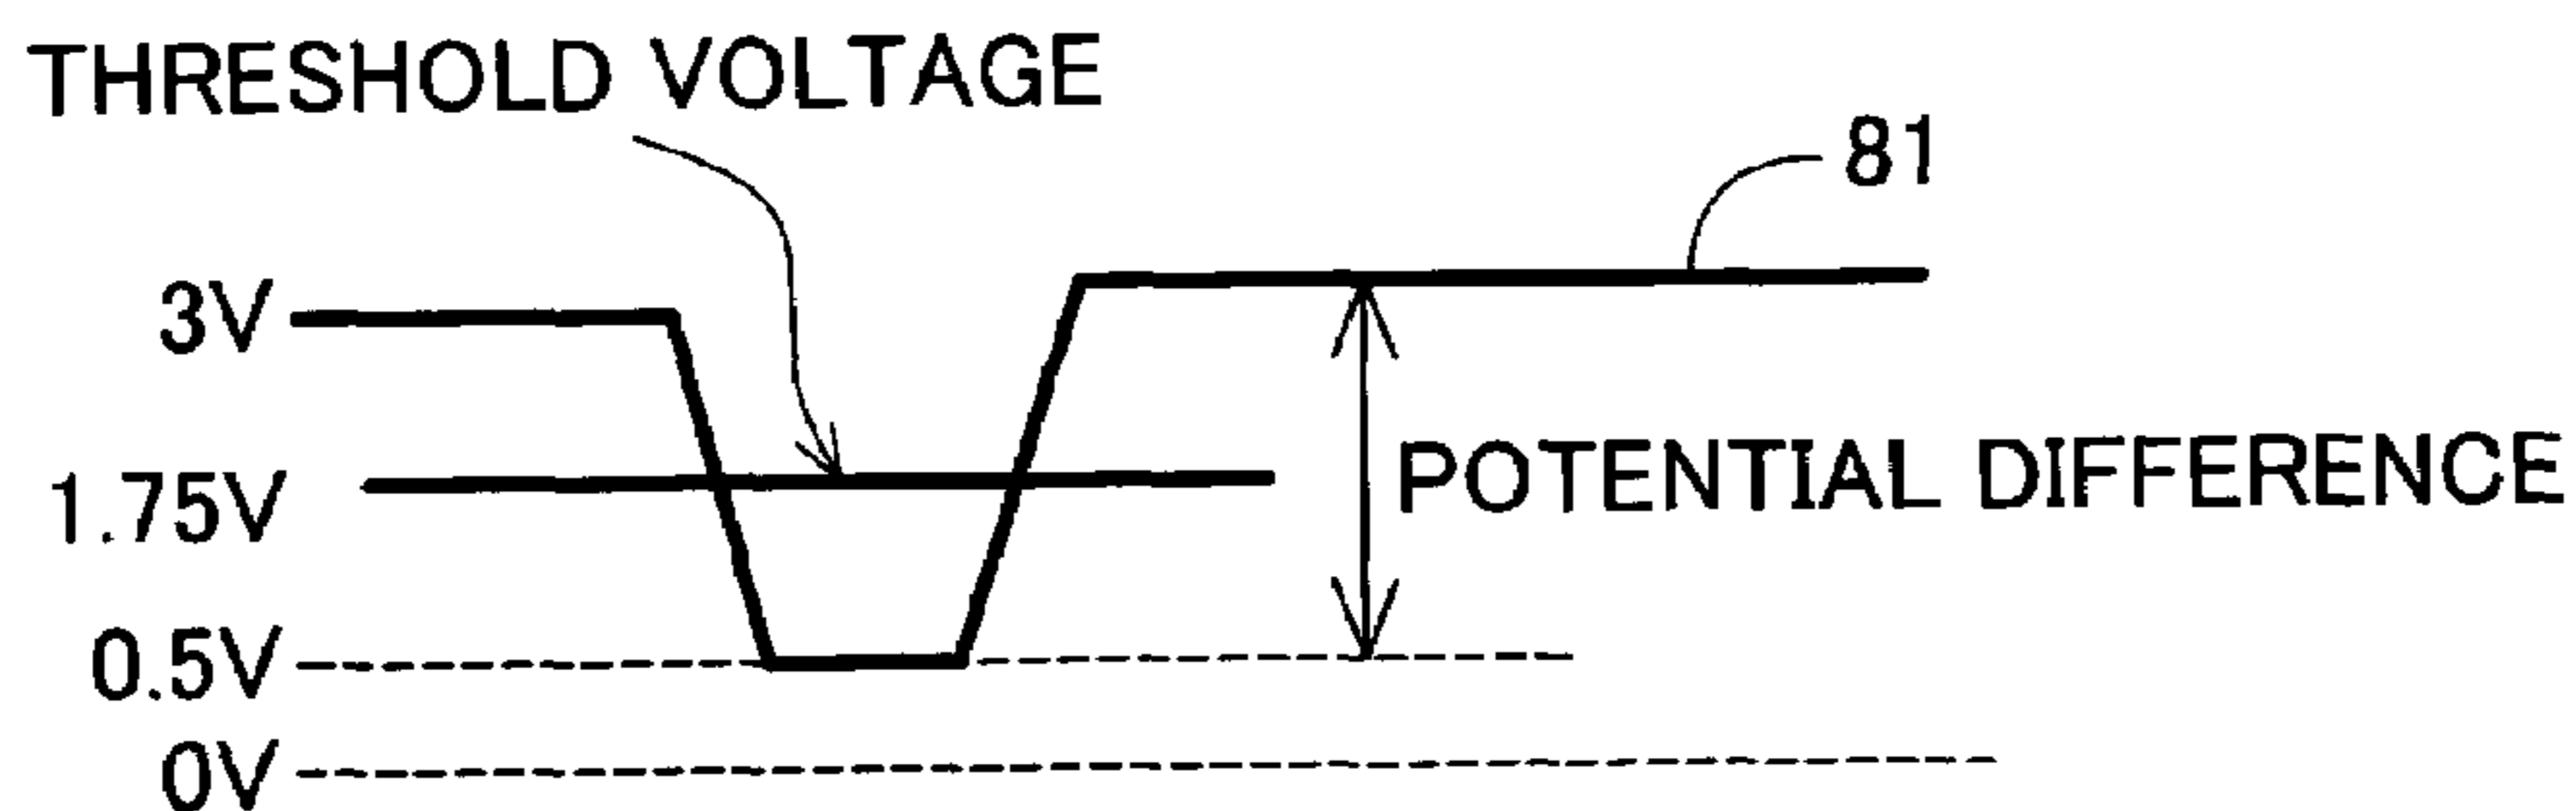 THRESHOLD VOLTAGE
81
3V
1.75V
POTENTIAL DIFFERENCE
0.5V
0V